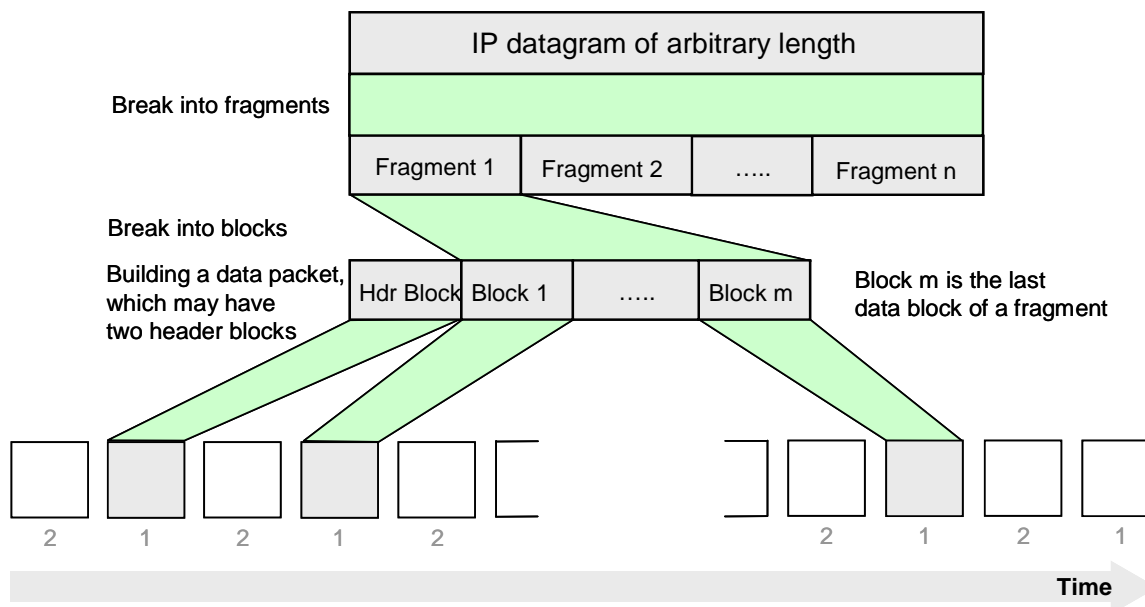 IP datagram of arbitrary length
Break into fragments
Fragment 1 Fragment 2 ..... Fragment n
Break into blocks
Building a data packet,
which may have
two header blocks
Hdr Block Block 1 ..... Block m
Block m is the last
data block of a fragment
2 1 2 1 2 2 1 2 1
Time